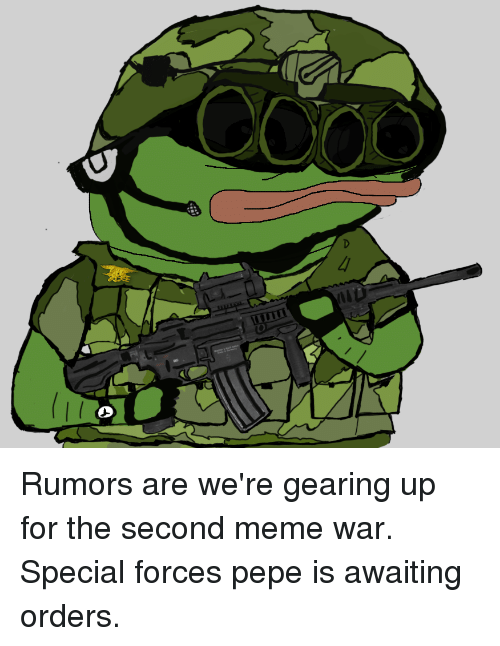 Rumors are we're gearing up
for the second meme war.
Special forces pepe is awaiting
orders.